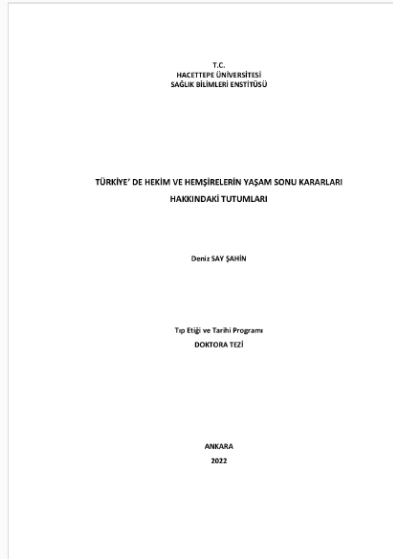 T.C.
HACETTEPE ÜNİVERSİTESİ
SAĞLIK BİLİMLERİ ENSTİTÜSÜ
TÜRKİYE' DE HEKİM VE HEMŞİRELERİN YAŞAM SONU KARARLARI
HAKKINDAKİ TUTUMLARI
Deniz SAY ŞAHİN
Tıp Etiği ve Tarihi Programı
DOKTORA TEZİ
ANKARA
2022